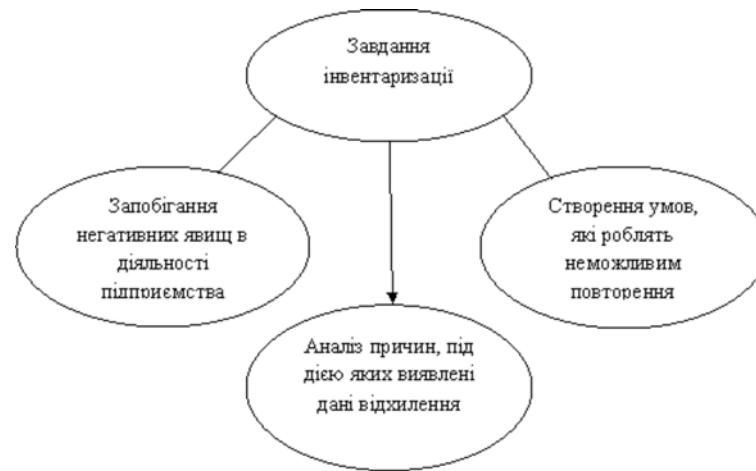 Завдання
інвентаризації
Запобігання
негативних явищ в
діяльності
підприємства
Створення умов,
які роблять
неможливим
повторення
Аналіз причин, під
дією яких виявлені
дані відхилення